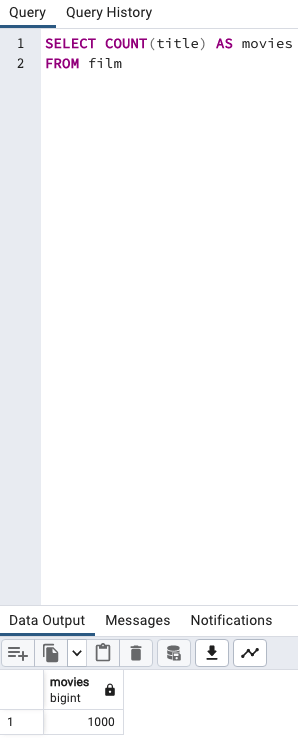 Query Query History
1 SELECT COUNT(title) AS movies
2 FROM film
Data Output Messages Notifications
movies
bigint
1 1000